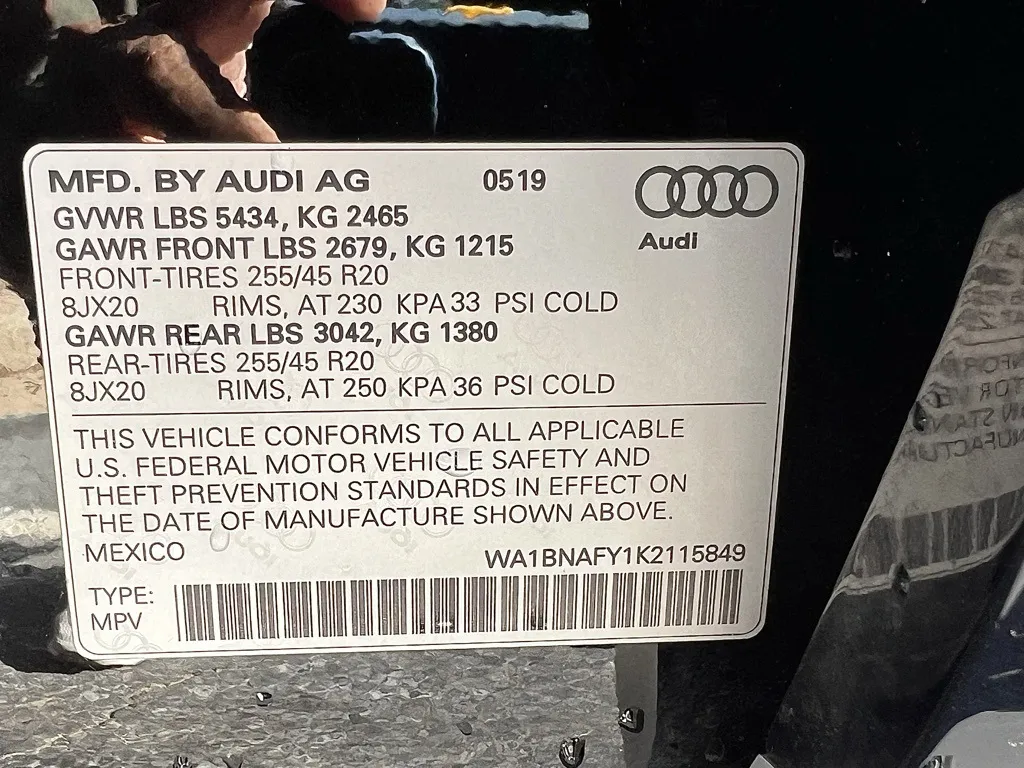 MFD. BY AUDI AG 0519
Audi
GVWR LBS 5434, KG 2465
GAWR FRONT LBS 2679, KG 1215
FRONT-TIRES 255/45 R20
8JX20 RIMS, AT 230 KPA 33 PSI COLD
GAWR REAR LBS 3042, KG 1380
REAR-TIRES 255/45 R20
8JX20 RIMS, AT 250 KPA 36 PSI COLD
THIS VEHICLE CONFORMS TO ALL APPLICABLE
U.S. FEDERAL MOTOR VEHICLE SAFETY AND
THEFT PREVENTION STANDARDS IN EFFECT ON
THE DATE OF MANUFACTURE SHOWN ABOVE.
MEXICO WA1BNAFY1K2115849
TYPE:
MPV